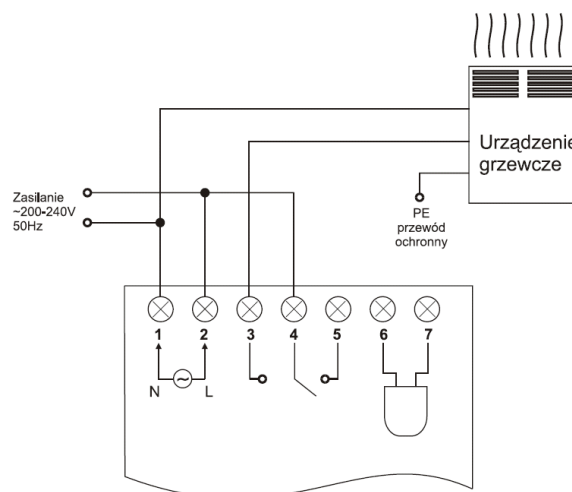 Urządzenie
grzewcze
Zasilanie
~200-240V
50Hz
PE
przewód
ochronny
1 2 3 4 5 6 7
N ~ L